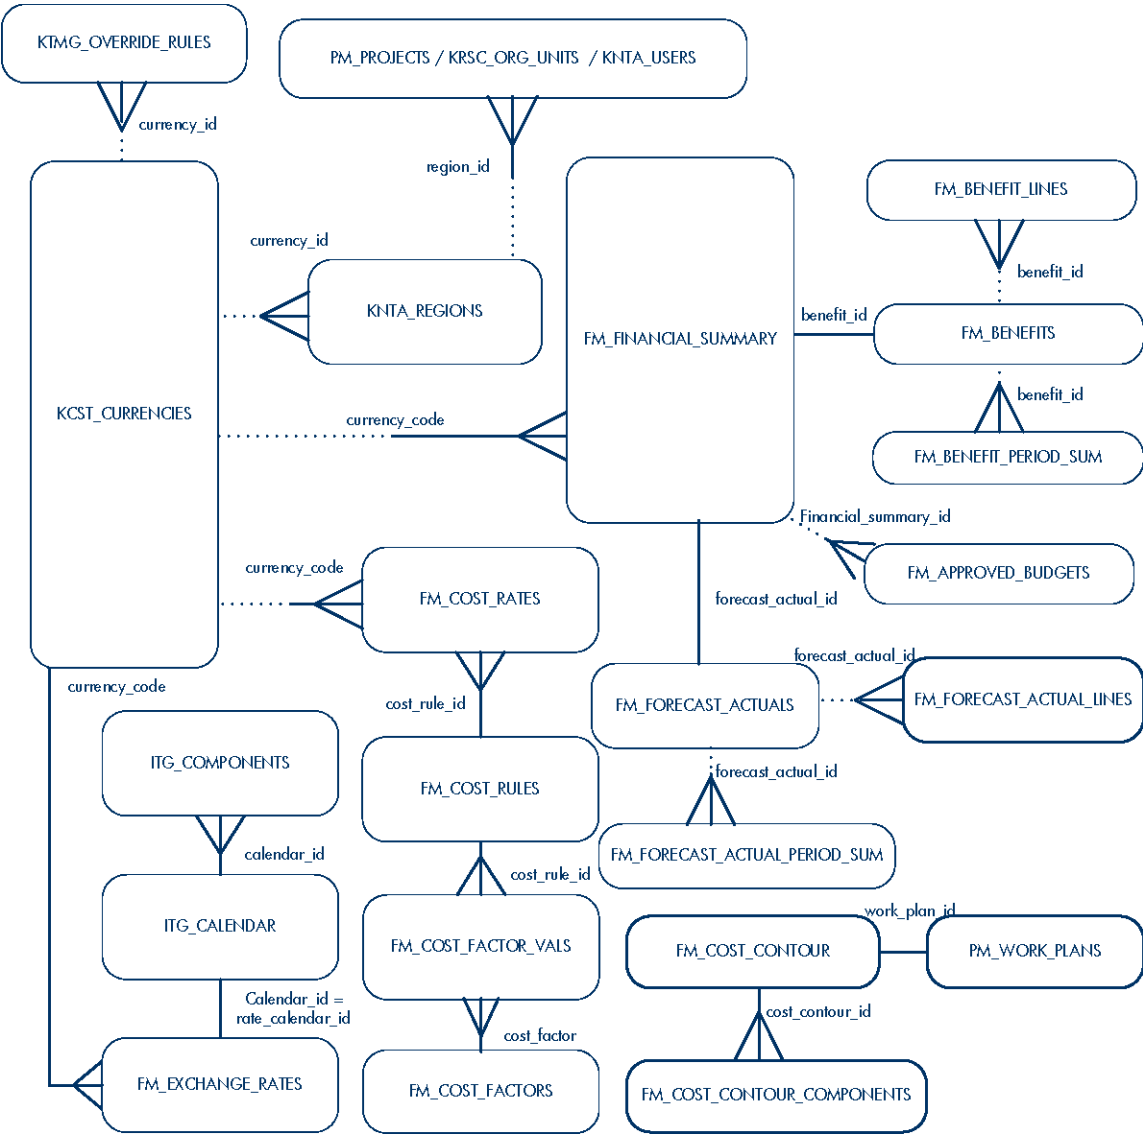 KTMG_OVERRIDE_RULES
PM_PROJECTS / KRSC_ORG_UNITS / KNTA_USERS
currency_id
region_id
FM_BENEFIT_LINES
currency_id
benefit_id
KNTA_REGIONS
benefit_id
FM_BENEFITS
FM_FINANCIAL_SUMMARY
benefit_id
KCST_CURRENCIES
currency_code
FM_BENEFIT_PERIOD_SUM
Financial_summary_id
currency_code
FM_APPROVED_BUDGETS
FM_COST_RATES
forecast_actual_id
forecast_actual_id
currency_code
cost_rule_id
FM_FORECAST_ACTUALS
FM_FORECAST_ACTUAL_LINES
ITG_COMPONENTS
forecast_actual_id
FM_COST_RULES
calendar_id
FM_FORECAST_ACTUAL_PERIOD_SUM
cost_rule_id
work_plan_id
ITG_CALENDAR
FM_COST_FACTOR_VALS
FM_COST_CONTOUR
PM_WORK_PLANS
Calendar_id =
rate_calendar_id
cost_contour_id
cost_factor
FM_EXCHANGE_RATES
FM_COST_FACTORS
FM_COST_CONTOUR_COMPONENTS